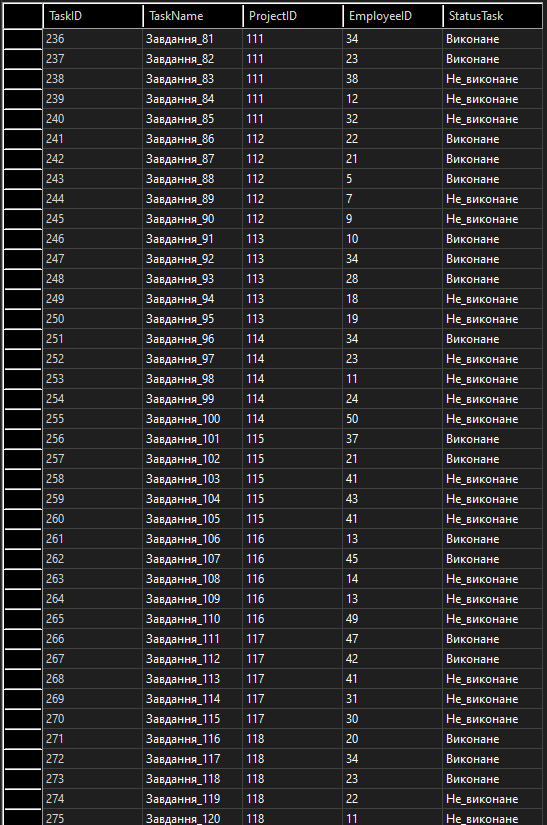 TaskID TaskName ProjectID EmployeeID StatusTask
236 Завдання_81 111 34 Виконане
237 Завдання_82 111 23 Виконане
238 Завдання_83 111 38 Не_виконане
239 Завдання_84 111 12 Не_виконане
240 Завдання_85 111 32 Не_виконане
241 Завдання_86 112 22 Виконане
242 Завдання_87 112 21 Виконане
243 Завдання_88 112 5 Виконане
244 Завдання_89 112 7 Не_виконане
245 Завдання_90 112 9 Не_виконане
246 Завдання_91 113 10 Виконане
247 Завдання_92 113 34 Виконане
248 Завдання_93 113 28 Виконане
249 Завдання_94 113 18 Не_виконане
250 Завдання_95 113 19 Не_виконане
251 Завдання_96 114 34 Виконане
252 Завдання_97 114 23 Не_виконане
253 Завдання_98 114 11 Не_виконане
254 Завдання_99 114 24 Не_виконане
255 Завдання_100 114 50 Не_виконане
256 Завдання_101 115 37 Виконане
257 Завдання_102 115 21 Виконане
258 Завдання_103 115 41 Не_виконане
259 Завдання_104 115 43 Не_виконане
260 Завдання_105 115 41 Не_виконане
261 Завдання_106 116 13 Виконане
262 Завдання_107 116 45 Виконане
263 Завдання_108 116 14 Не_виконане
264 Завдання_109 116 13 Не_виконане
265 Завдання_110 116 49 Не_виконане
266 Завдання_111 117 47 Виконане
267 Завдання_112 117 42 Виконане
268 Завдання_113 117 41 Не_виконане
269 Завдання_114 117 31 Не_виконане
270 Завдання_115 117 30 Не_виконане
271 Завдання_116 118 20 Виконане
272 Завдання_117 118 34 Виконане
273 Завдання_118 118 23 Виконане
274 Завдання_119 118 22 Не_виконане
275 Завдання_120 118 11 Не_виконане